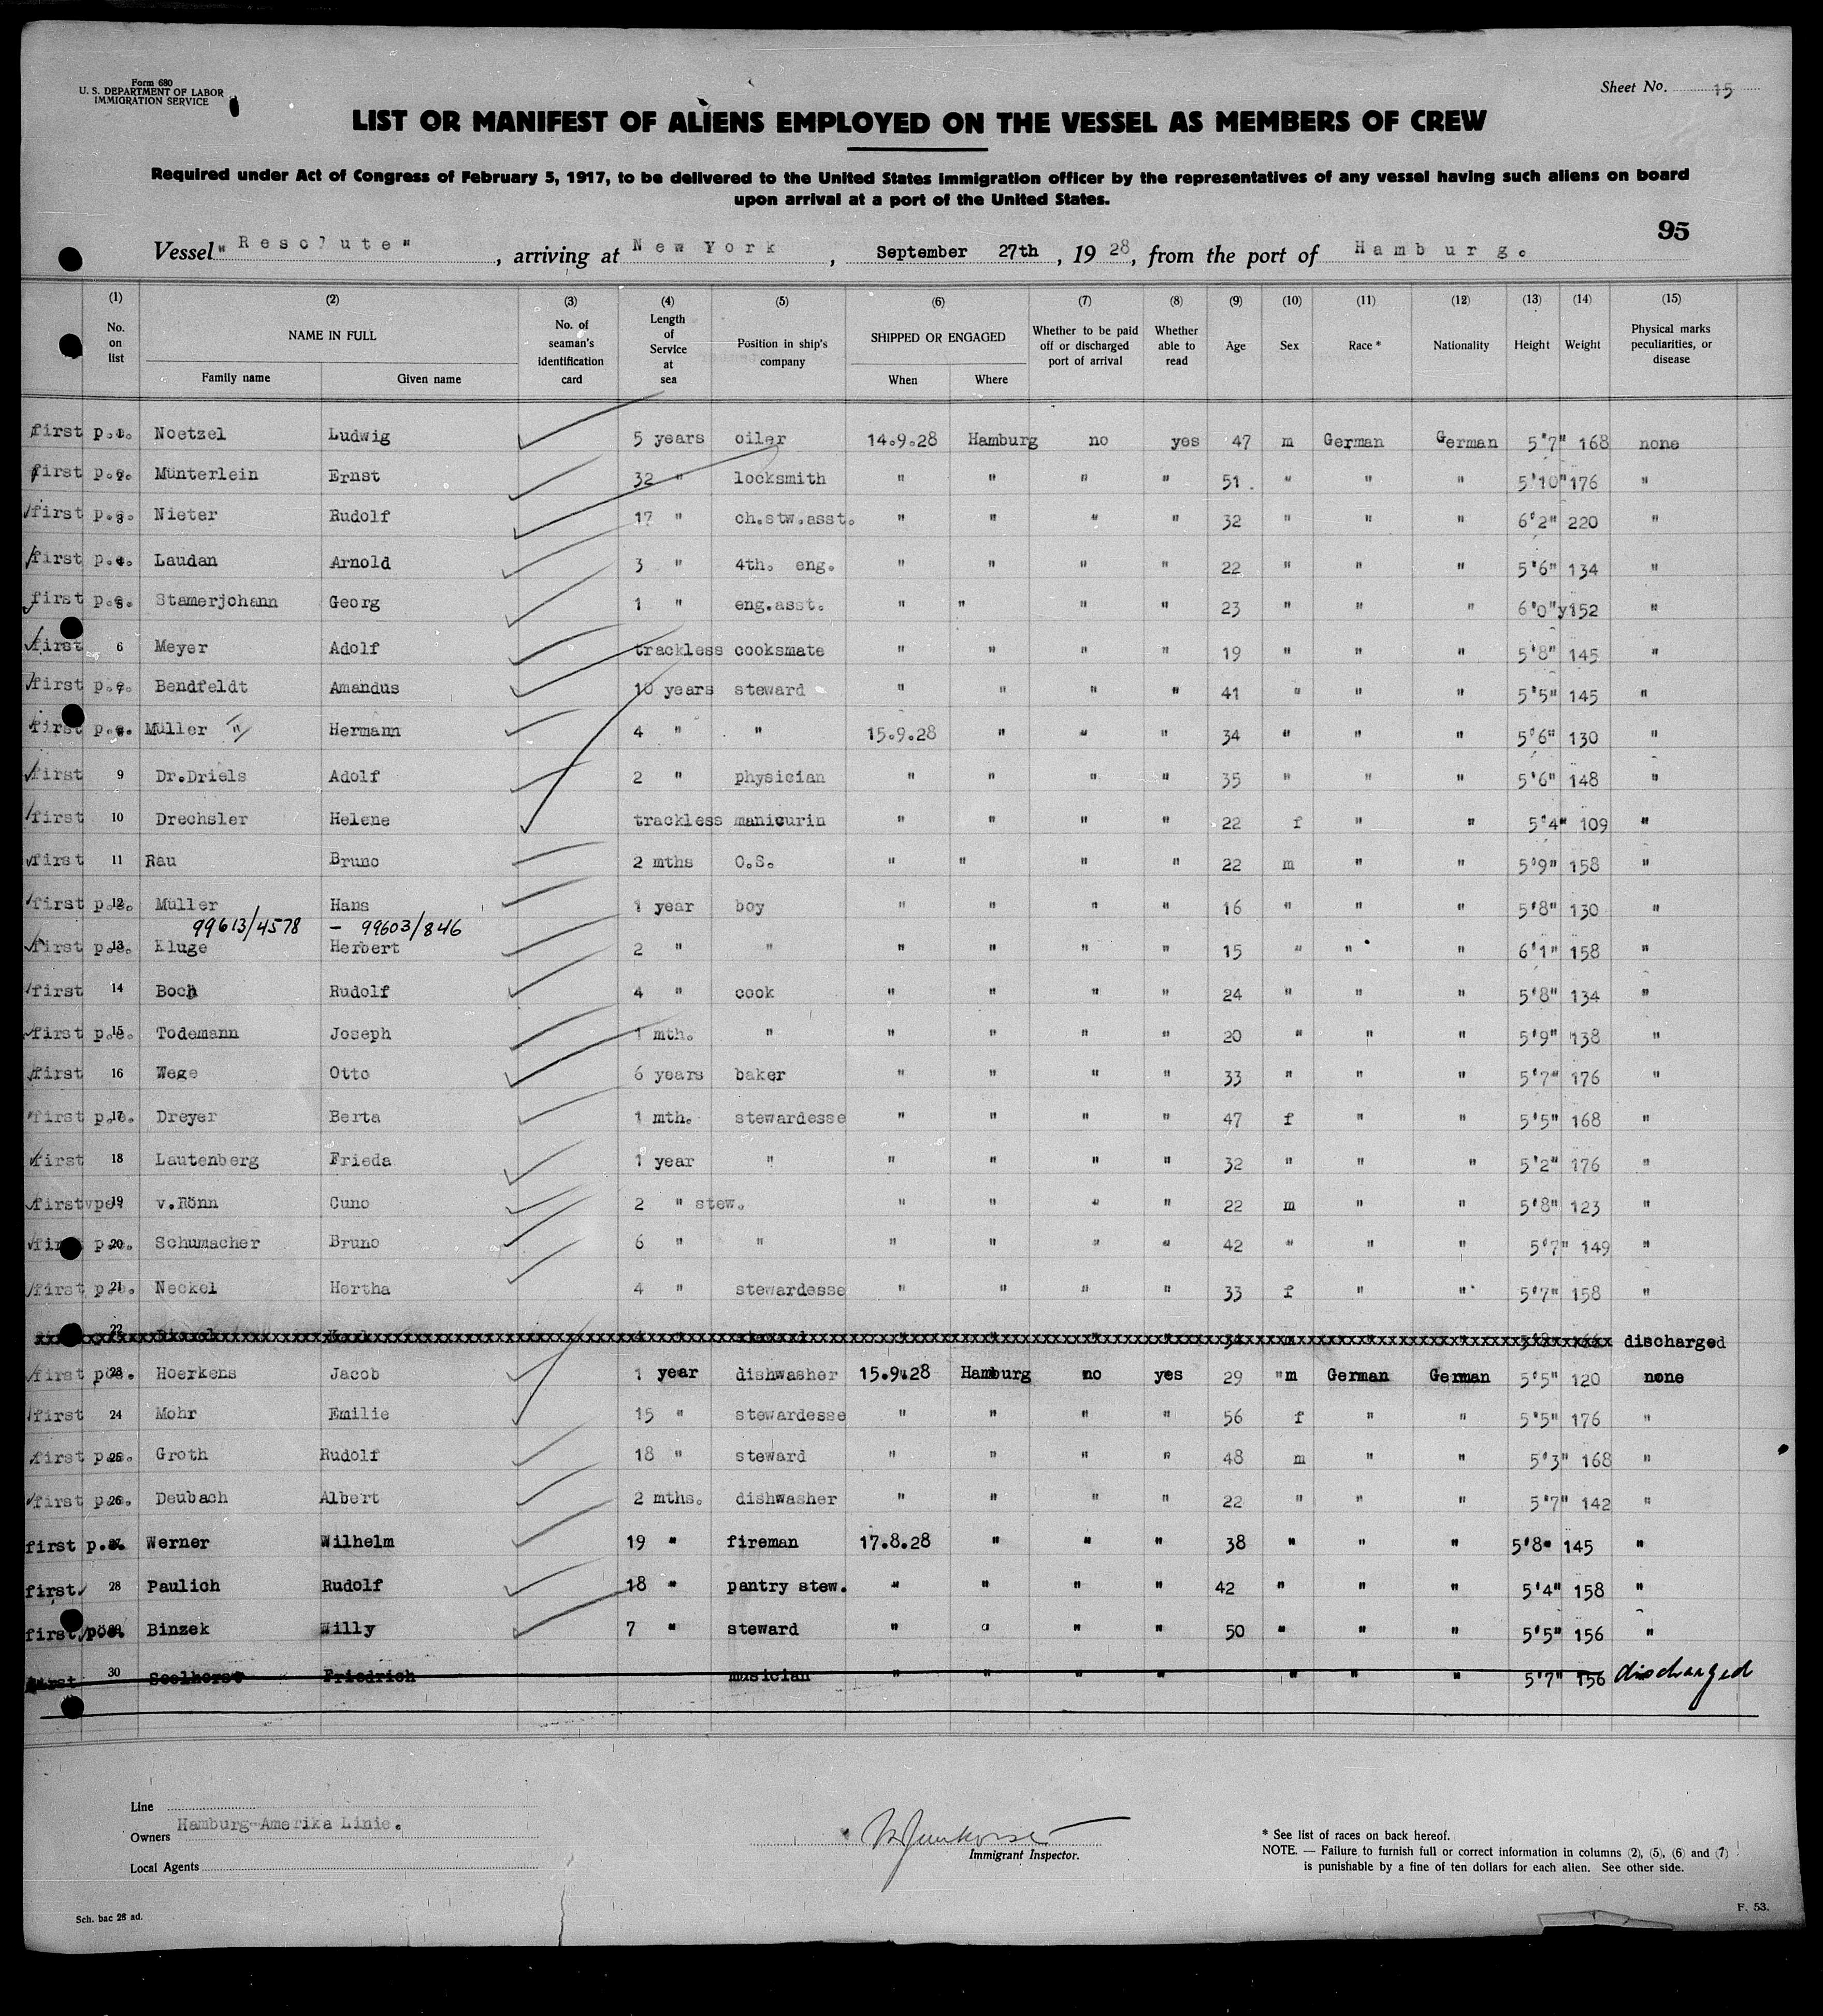 Form 680
U. S. DEPARTMENT OF LABOR
IMMIGRATION SERVICE
Sheet No. 15
LIST OR MANIFEST OF ALIENS EMPLOYED ON THE VESSEL AS MEMBERS OF CREW
Required under Act of Congress of February 5, 1917, to be delivered to the United States Immigration officer by the representatives of any vessel having such aliens on board
upon arrival at a port of the United States.
95
Vessel "Resolute", arriving at New York, September 27th, 1928, from the port of Hamburg.
(1) (2) (3) (4) (5) (6) (7) (8) (9) (10) (11) (12) (13) (14) (15)
No. on list NAME IN FULL Family name Given name No. of seaman's identification card Length of Service at sea Position in ship's company SHIPPED OR ENGAGED When Where Whether to be paid off or discharged port of arrival Whether able to read Age Sex Race * Nationality Height Weight Physical marks peculiarities, or disease
first Noetzel Ludwig 5 years oiler 14.9.28 Hamburg no yes 47 m German German 5'7" 168 none
first Münterlein Ernst 32 " locksmith " " " " 51 " " " 5'10" 176 "
first Nieter Rudolf 17 " ch.stw.asst. " " " " 32 " " " 6'2" 220 "
first Laudan Arnold 3 " 4th. eng. " " " " 22 " " " 5'6" 134 "
first Stamerjohann Georg 1 " eng.asst. " " " " 23 " " " 6'0"y152 "
first 6 Meyer Adolf trackless cooksmate " " " " 19 " " " 5'8" 145 "
first Bendfeldt Amandus 10 years steward " " " " 41 " " " 5'5" 145 "
first Müller " Hermann 4 " " 15.9.28 " " " 34 " " " 5'6" 130 "
first 9 Dr.Driels Adolf 2 " physician " " " " 35 " " " 5'6" 148 "
first 10 Drechsler Helene trackless manicurin " " " " 22 f " " 5'4" 109 "
first 11 Rau Bruno 2 mths O.S. " " " " 22 m " " 5'9" 158 "
first 12 Müller Hans 1 year boy " " " " 16 " " " 5'8" 130 "
99613/4578 - 99603/846
first 13 Kluge Herbert 2 " " " " " " 15 " " " 6'1" 158 "
first 14 Boch Rudolf 4 " cook " " " " 24 " " " 5'8" 134 "
first 15 Todemann Joseph 1 mth. " " " " " 20 " " " 5'9" 138 "
first 16 Wege Otto 6 years baker " " " " 33 " " " 5'7" 176 "
first 17 Dreyer Berta 1 mth. stewardesse " " " " 47 f " " 5'5" 168 "
first 18 Lautenberg Frieda 1 year " " " " " 32 " " " 5'2" 176 "
first 19 v.Rönn Cuno 2 " stew. " " " " 22 m " " 5'8" 123 "
20 Schumacher Bruno 6 " " " " " " 42 " " " 5'7" 149 "
first 21 Neckel Hertha 4 " stewardesse " " " " 33 f " " 5'7" 158 "
22 discharged
first 23 Hoerkens Jacob 1 year dishwasher 15.9.28 Hamburg no yes 29 "m German German 5'5" 120 none
first 24 Mohr Emilie 15 " stewardesse " " " " 56 f " " 5'5" 176 "
first 25 Groth Rudolf 18 " steward " " " " 48 m " " 5'3" 168 "
first 26 Deubach Albert 2 mths. dishwasher " " " " 22 " " " 5'7" 142 "
first Werner Wilhelm 19 " fireman 17.8.28 " " " 38 " " " 5'8" 145 "
first 28 Paulich Rudolf 18 " pantry stew. " " " " 42 " " " 5'4" 158 "
first Binzek Willy 7 " steward " " " " 50 " " " 5'5" 156 "
first 30 Seelhorst Friedrich musician " " " " " " " 5'7" 156 discharged
Line
Owners Hamburg-Amerika Linie.
Local Agents
Immigrant Inspector.
* See list of races on back hereof.
NOTE. — Failure to furnish full or correct information in columns (2), (5), (6) and (7)
is punishable by a fine of ten dollars for each alien. See other side.
Sch. bac 28 ad.
F. 53.